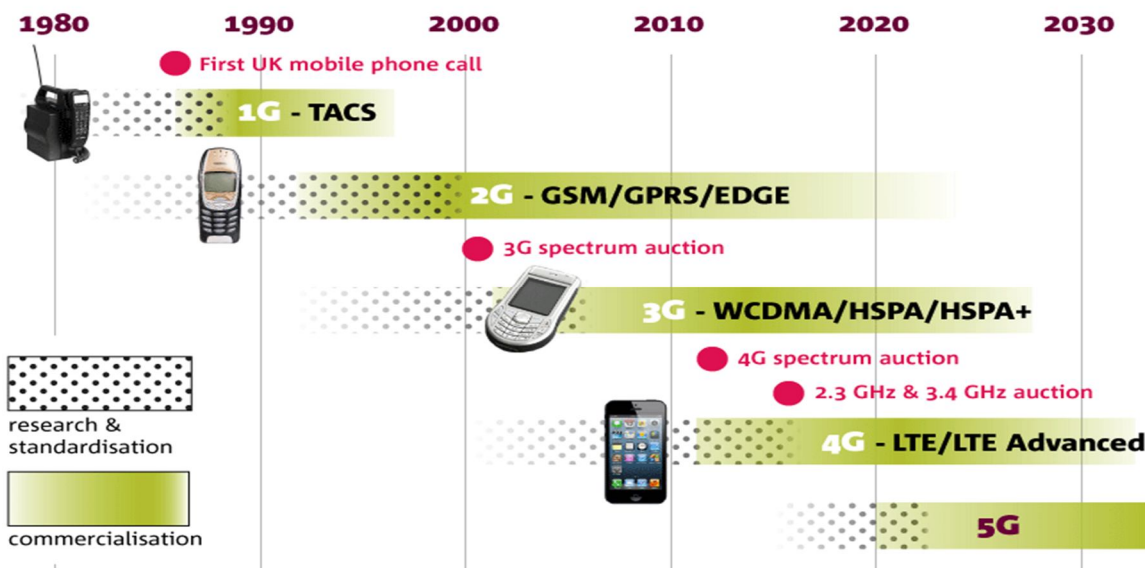 1980 1990 2000 2010 2020 2030
First UK mobile phone call
1G - TACS
2G - GSM/GPRS/EDGE
3G spectrum auction
3G - WCDMA/HSPA/HSPA+
4G spectrum auction
2.3 GHz & 3.4 GHz auction
4G - LTE/LTE Advanced
5G
research &
standardisation
commercialisation